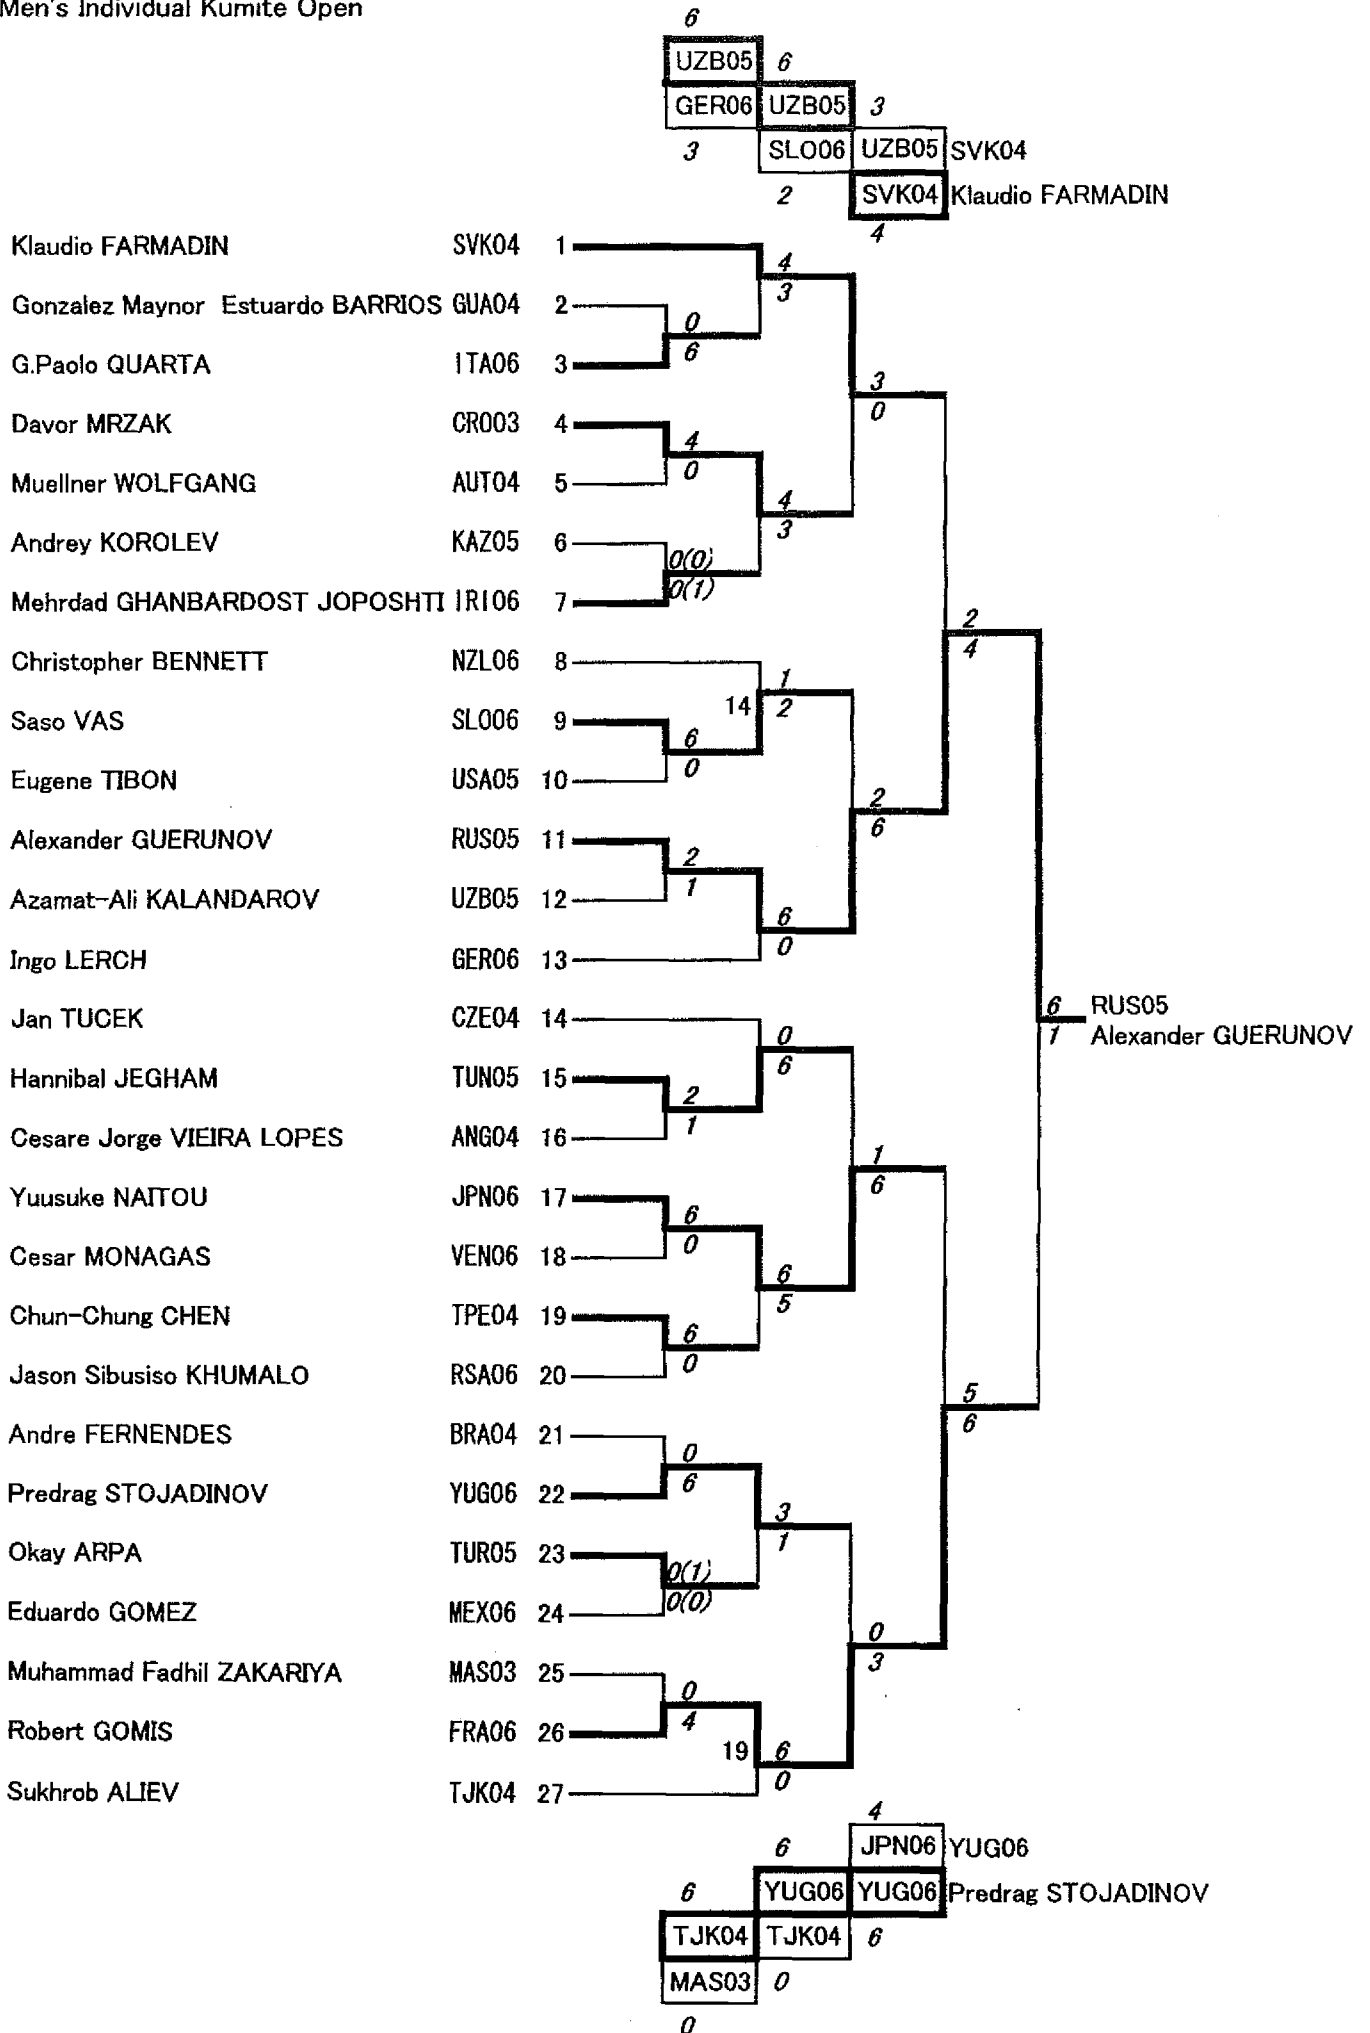 Men's Individual Kumite Open
6
UZB05 6
GER06 UZB05 3
3 SLO06 UZB05 SVK04
2 SVK04 Klaudio FARMADIN
4
Klaudio FARMADIN SVK04 1
4
3
Gonzalez Maynor Estuardo BARRIOS GUA04 2
0
6
G.Paolo QUARTA ITA06 3
3
0
Davor MRZAK CRO03 4
4
0
Muellner WOLFGANG AUT04 5
4
3
Andrey KOROLEV KAZ05 6
0(0)
0(1)
Mehrdad GHANBARDOST JOPOSHTI IRI06 7
2
4
Christopher BENNETT NZL06 8
1
14 2
Saso VAS SLO06 9
6
0
Eugene TIBON USA05 10
2
6
Alexander GUERUNOV RUS05 11
2
1
Azamat-Ali KALANDAROV UZB05 12
6
0
Ingo LERCH GER06 13
6 RUS05
1 Alexander GUERUNOV
Jan TUCEK CZE04 14
0
6
Hannibal JEGHAM TUN05 15
2
1
Cesare Jorge VIEIRA LOPES ANG04 16
1
6
Yuusuke NAITOU JPN06 17
6
0
Cesar MONAGAS VEN06 18
6
5
Chun-Chung CHEN TPE04 19
6
0
Jason Sibusiso KHUMALO RSA06 20
5
6
Andre FERNENDES BRA04 21
0
6
Predrag STOJADINOV YUG06 22
3
1
Okay ARPA TUR05 23
0(1)
0(0)
Eduardo GOMEZ MEX06 24
0
3
Muhammad Fadhil ZAKARIYA MAS03 25
0
4
Robert GOMIS FRA06 26
19 6
0
Sukhrob ALIEV TJK04 27
4
6 JPN06 YUG06
6 YUG06 YUG06 Predrag STOJADINOV
TJK04 TJK04 6
MAS03 0
0